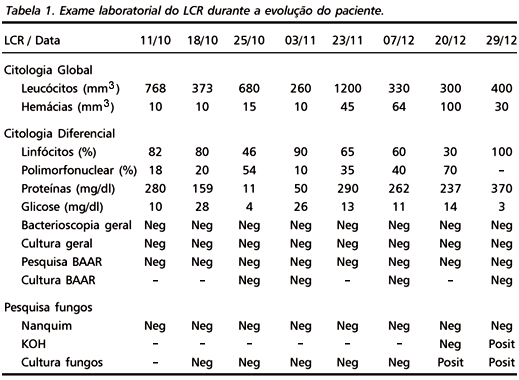 Tabela 1. Exame laboratorial do LCR durante a evolução do paciente.
LCR / Data 11/10 18/10 25/10 03/11 23/11 07/12 20/12 29/12
Citologia Global
Leucócitos (mm3) 768 373 680 260 1200 330 300 400
Hemácias (mm3) 10 10 15 10 45 64 100 30
Citologia Diferencial
Linfócitos (%) 82 80 46 90 65 60 30 100
Polimorfonuclear (%) 18 20 54 10 35 40 70 –
Proteínas (mg/dl) 280 159 11 50 290 262 237 370
Glicose (mg/dl) 10 28 4 26 13 11 14 3
Bacterioscopia geral Neg Neg Neg Neg Neg Neg Neg Neg
Cultura geral Neg Neg Neg Neg Neg Neg Neg Neg
Pesquisa BAAR Neg Neg Neg Neg Neg Neg Neg Neg
Cultura BAAR – – Neg Neg – Neg – Neg
Pesquisa fungos
Nanquim Neg Neg Neg Neg Neg Neg Neg Neg
KOH – – – – – – Neg Posit
Cultura fungos – Neg Neg Neg Neg Neg Posit Posit